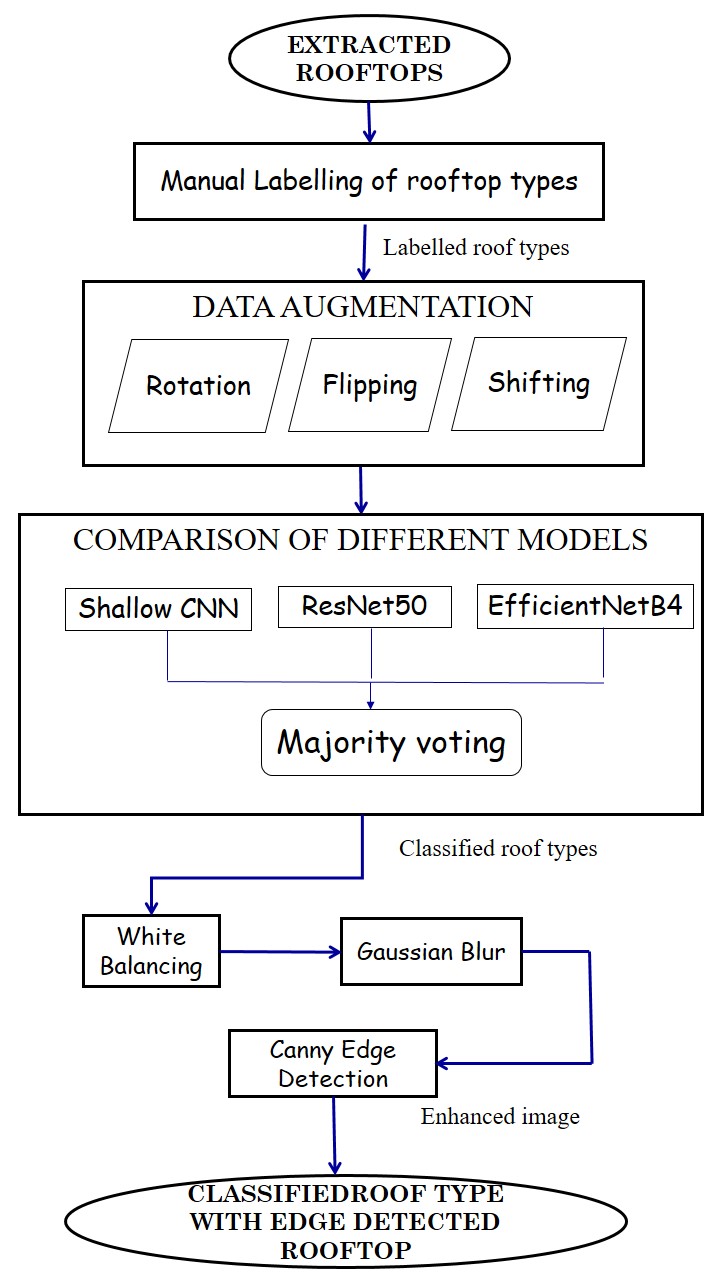 EXTRACTED
ROOFTOPS
Manual Labelling of rooftop types
Labelled roof types
DATA AUGMENTATION
Rotation
Flipping
Shifting
COMPARISON OF DIFFERENT MODELS
Shallow CNN
ResNet50
EfficientNetB4
Majority voting
Classified roof types
White
Balancing
Gaussian Blur
Canny Edge
Detection
Enhanced image
CLASSIFIEDROOF TYPE
WITH EDGE DETECTED
ROOFTOP